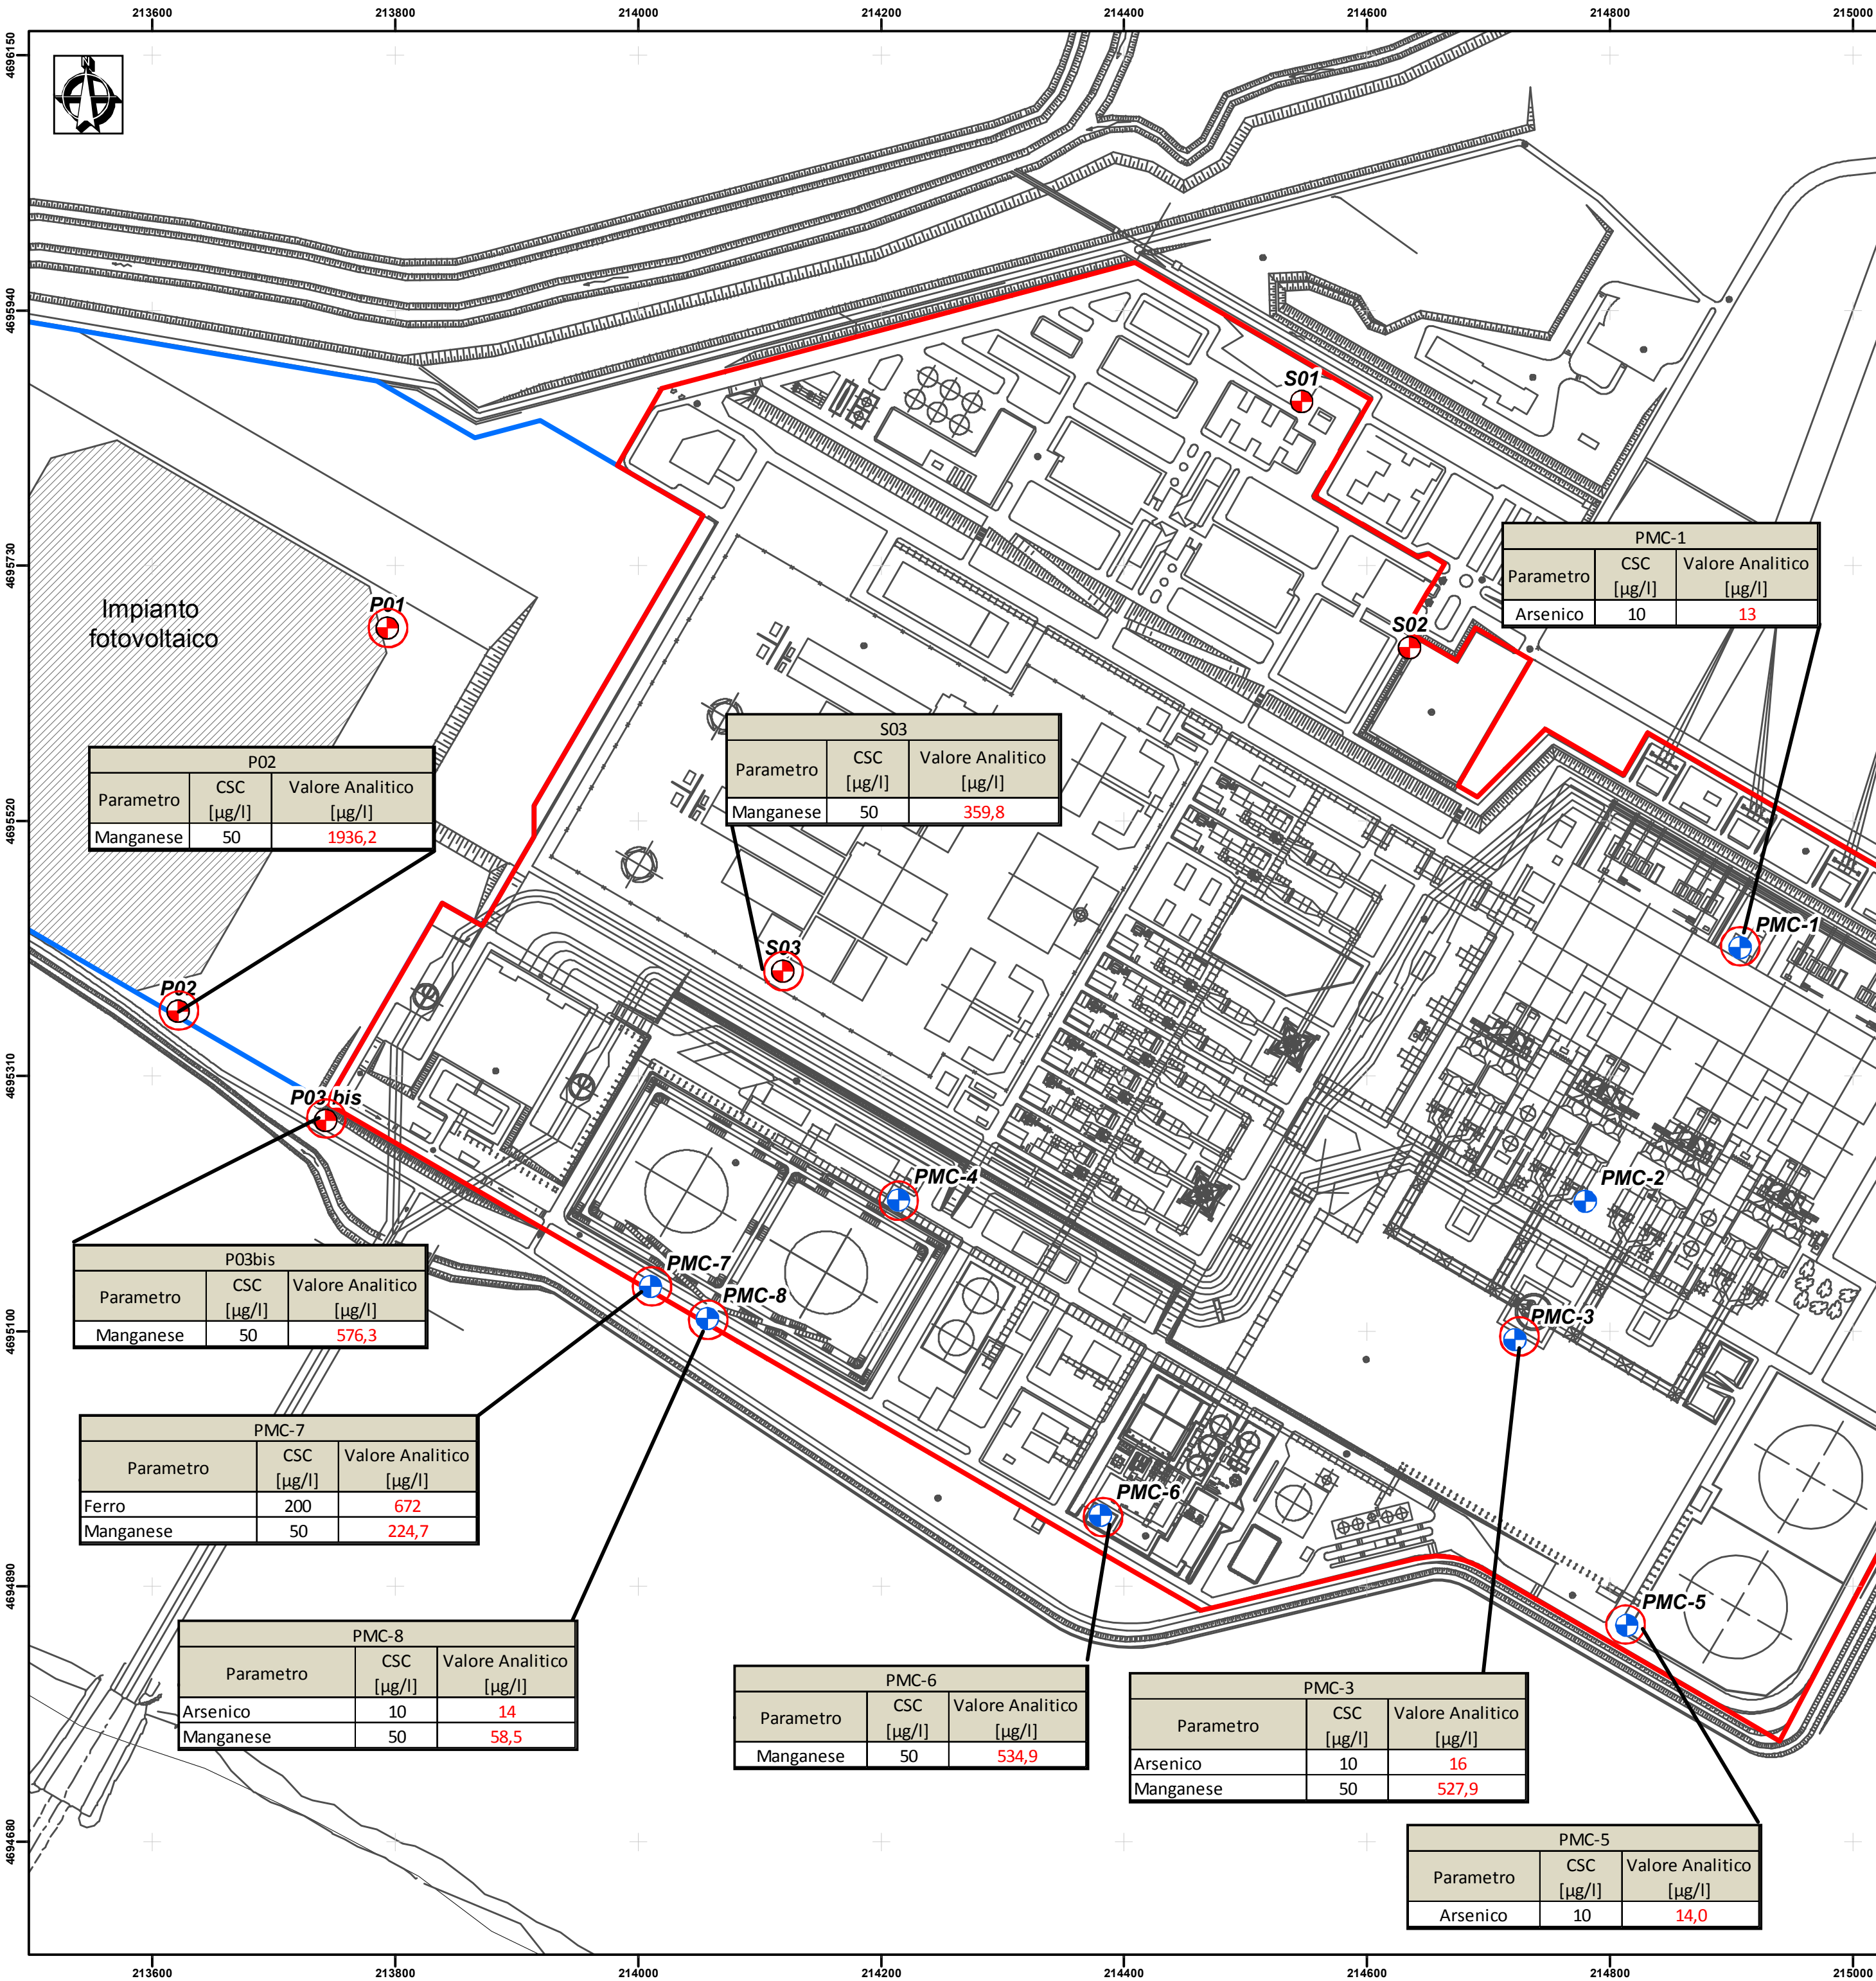 213600 213800 214000 214200 214400 214600 214800 215000
4696150
N
4695940
S01
4695730
PMC-1
Parametro CSC [µg/l] Valore Analitico [µg/l]
Arsenico 10 13
Impianto
fotovoltaico
P01
S02
S03
Parametro CSC [µg/l] Valore Analitico [µg/l]
Manganese 50 359,8
P02
Parametro CSC [µg/l] Valore Analitico [µg/l]
Manganese 50 1936,2
4695520
PMC-1
S03
P02
4695310
P03 bis
PMC-4
PMC-2
P03bis
Parametro CSC [µg/l] Valore Analitico [µg/l]
Manganese 50 576,3
PMC-7
PMC-8
PMC-3
4695100
PMC-7
Parametro CSC [µg/l] Valore Analitico [µg/l]
Ferro 200 672
Manganese 50 224,7
PMC-6
4694890
PMC-5
PMC-8
Parametro CSC [µg/l] Valore Analitico [µg/l]
Arsenico 10 14
Manganese 50 58,5
PMC-6
Parametro CSC [µg/l] Valore Analitico [µg/l]
Manganese 50 534,9
PMC-3
Parametro CSC [µg/l] Valore Analitico [µg/l]
Arsenico 10 16
Manganese 50 527,9
4694680
PMC-5
Parametro CSC [µg/l] Valore Analitico [µg/l]
Arsenico 10 14,0
213600 213800 214000 214200 214400 214600 214800 215000